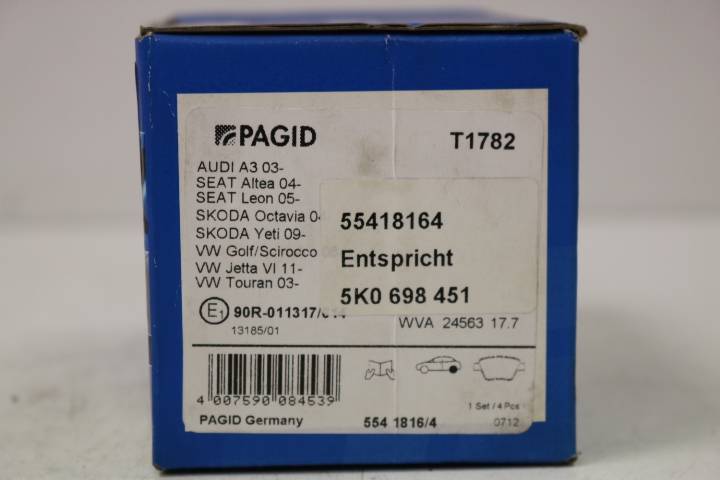 PAGID
T1782
AUDI A3 03-
SEAT Altea 04-
SEAT Leon 05-
SKODA Octavia 04
SKODA Yeti 09-
VW Golf/Scirocco
VW Jetta VI 11-
VW Touran 03-
55418164
Entspricht
5K0 698 451
E1 90R-011317/014
13185/01
WVA 24563 17.7
4 007590 084539
1 Set / 4 Pcs
PAGID Germany
554 1816/4
0712